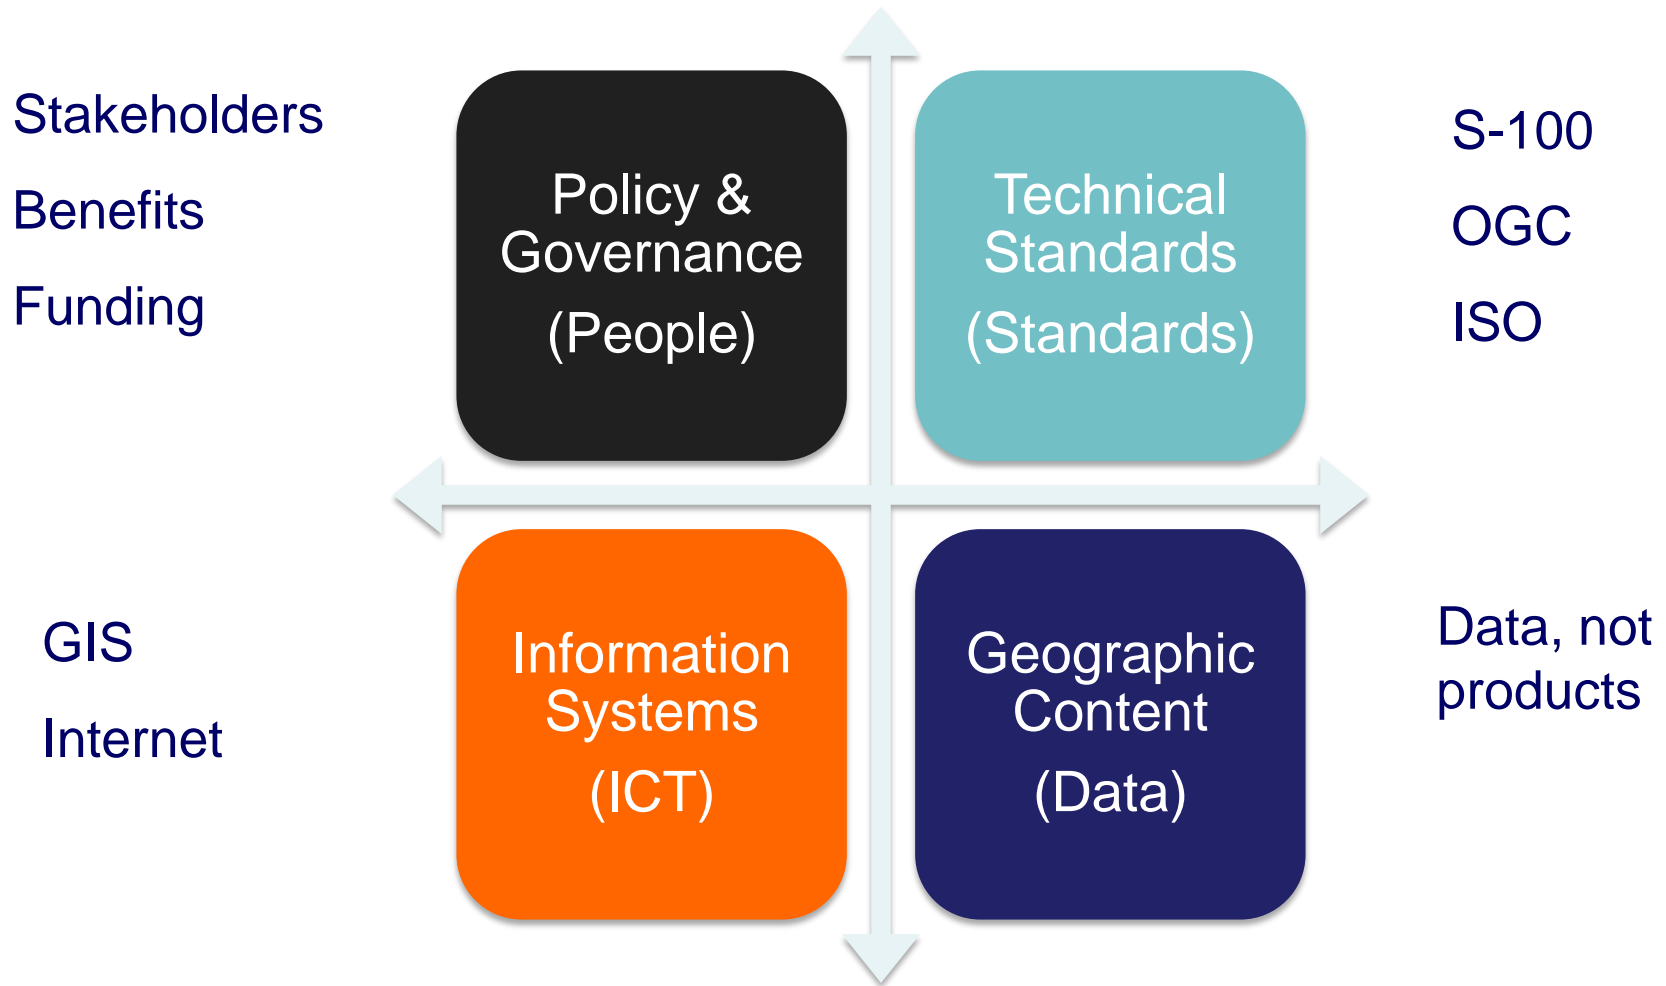 Stakeholders
Benefits
Funding
Policy &
Governance
(People)
Technical
Standards
(Standards)
S-100
OGC
ISO
GIS
Internet
Information
Systems
(ICT)
Geographic
Content
(Data)
Data, not
products